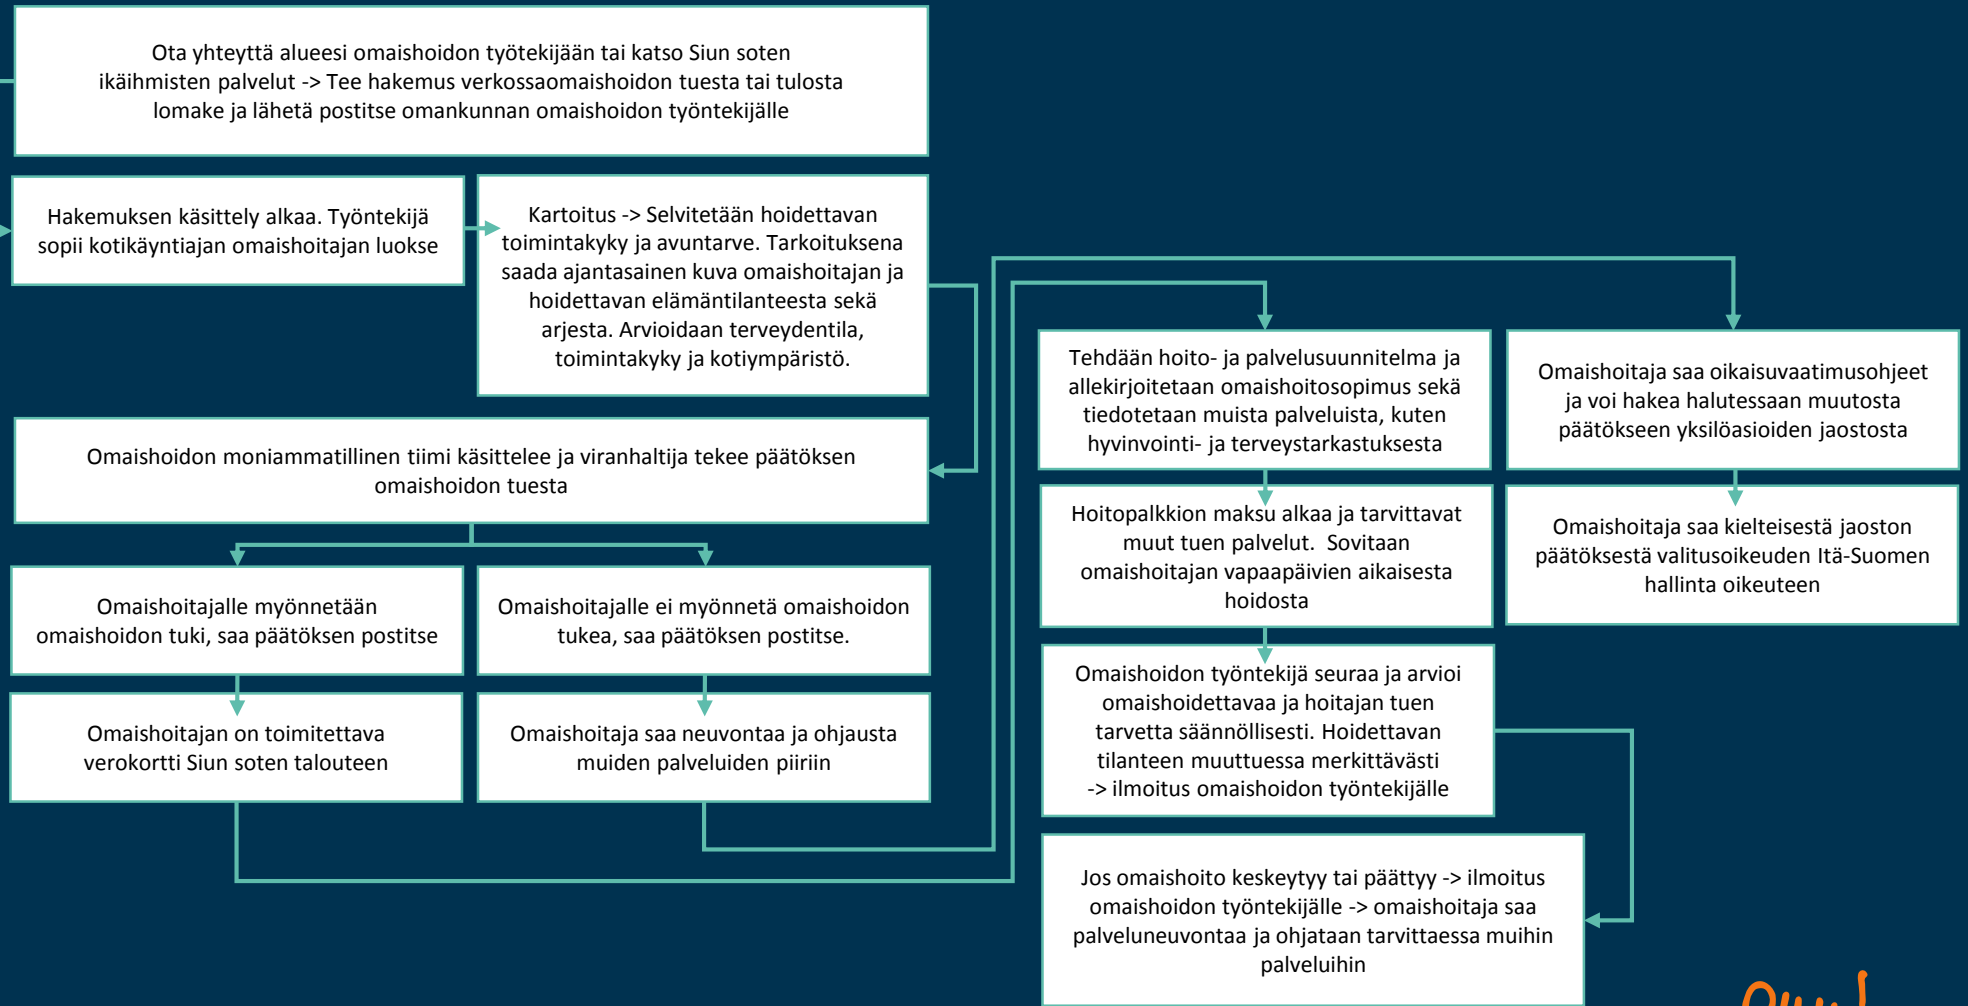 Ota yhteyttä alueesi omaishoidon työtekijään tai katso Siun soten
ikäihmisten palvelut -> Tee hakemus verkossaomaishoidon tuesta tai tulosta
lomake ja lähetä postitse omankunnan omaishoidon työntekijälle
Hakemuksen käsittely alkaa. Työntekijä
sopii kotikäyntiajan omaishoitajan luokse
Kartoitus -> Selvitetään hoidettavan
toimintakyky ja avuntarve. Tarkoituksena
saada ajantasainen kuva omaishoitajan ja
hoidettavan elämäntilanteesta sekä
arjesta. Arvioidaan terveydentila,
toimintakyky ja kotiympäristö.
Omaishoidon moniammatillinen tiimi käsittelee ja viranhaltija tekee päätöksen
omaishoidon tuesta
Omaishoitajalle myönnetään
omaishoidon tuki, saa päätöksen postitse
Omaishoitajalle ei myönnetä omaishoidon
tukea, saa päätöksen postitse.
Omaishoitajan on toimitettava
verokortti Siun soten talouteen
Omaishoitaja saa neuvontaa ja ohjausta
muiden palveluiden piiriin
Tehdään hoito- ja palvelusuunnitelma ja
allekirjoitetaan omaishoitosopimus sekä
tiedotetaan muista palveluista, kuten
hyvinvointi- ja terveystarkastuksesta
Omaishoitaja saa oikaisuvaatimusohjeet
ja voi hakea halutessaan muutosta
päätökseen yksilöasioiden jaostosta
Hoitopalkkion maksu alkaa ja tarvittavat
muut tuen palvelut. Sovitaan
omaishoitajan vapaapäivien aikaisesta
hoidosta
Omaishoitaja saa kielteisestä jaoston
päätöksestä valitusoikeuden Itä-Suomen
hallinta oikeuteen
Omaishoidon työntekijä seuraa ja arvioi
omaishoidettavaa ja hoitajan tuen
tarvetta säännöllisesti. Hoidettavan
tilanteen muuttuessa merkittävästi
-> ilmoitus omaishoidon työntekijälle
Jos omaishoito keskeytyy tai päättyy -> ilmoitus
omaishoidon työntekijälle -> omaishoitaja saa
palveluneuvontaa ja ohjataan tarvittaessa muihin
palveluihin